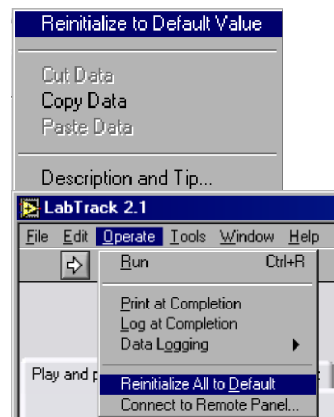 Reinitialize to Default Value
Cut Data
Copy Data
Paste Data
Description and Tip...
LabTrack 2.1
File Edit Operate Tools Window Help
Run Ctrl+R
Print at Completion
Log at Completion
Data Logging
Play and
Reinitialize All to Default
Connect to Remote Panel...